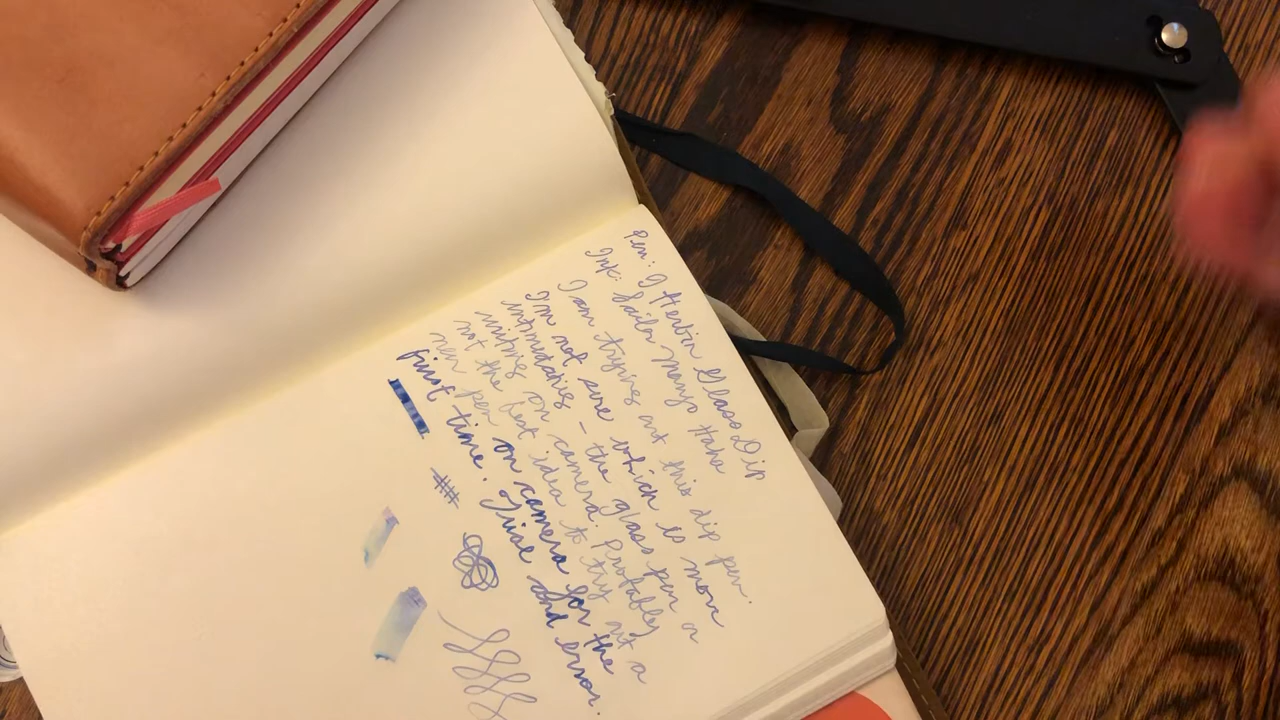 Pen: J Herbin Glass Dip
Ink: Sailor Manyo Haha
I am trying out this dip pen.
I'm not sure which is more
intimidating – the glass pen or
writing on camera. Probably
not the best idea to try out a
new pen on camera for the
first time. Trial and error.